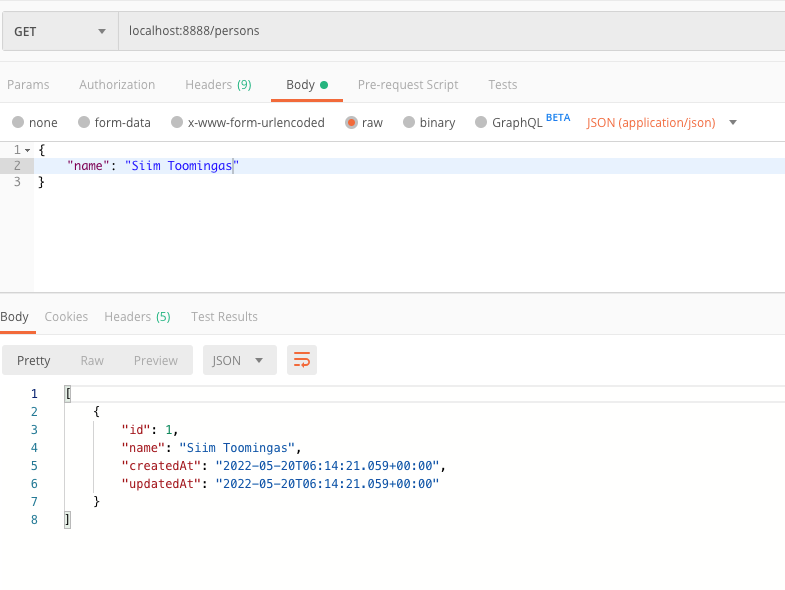 GET localhost:8888/persons
Params Authorization Headers (9) Body Pre-request Script Tests
none form-data x-www-form-urlencoded raw binary GraphQL BETA JSON (application/json)
1 {
2 "name": "Siim Toomingas"
3 }
Body Cookies Headers (5) Test Results
Pretty Raw Preview JSON
1 [
2 {
3 "id": 1,
4 "name": "Siim Toomingas",
5 "createdAt": "2022-05-20T06:14:21.059+00:00",
6 "updatedAt": "2022-05-20T06:14:21.059+00:00"
7 }
8 ]